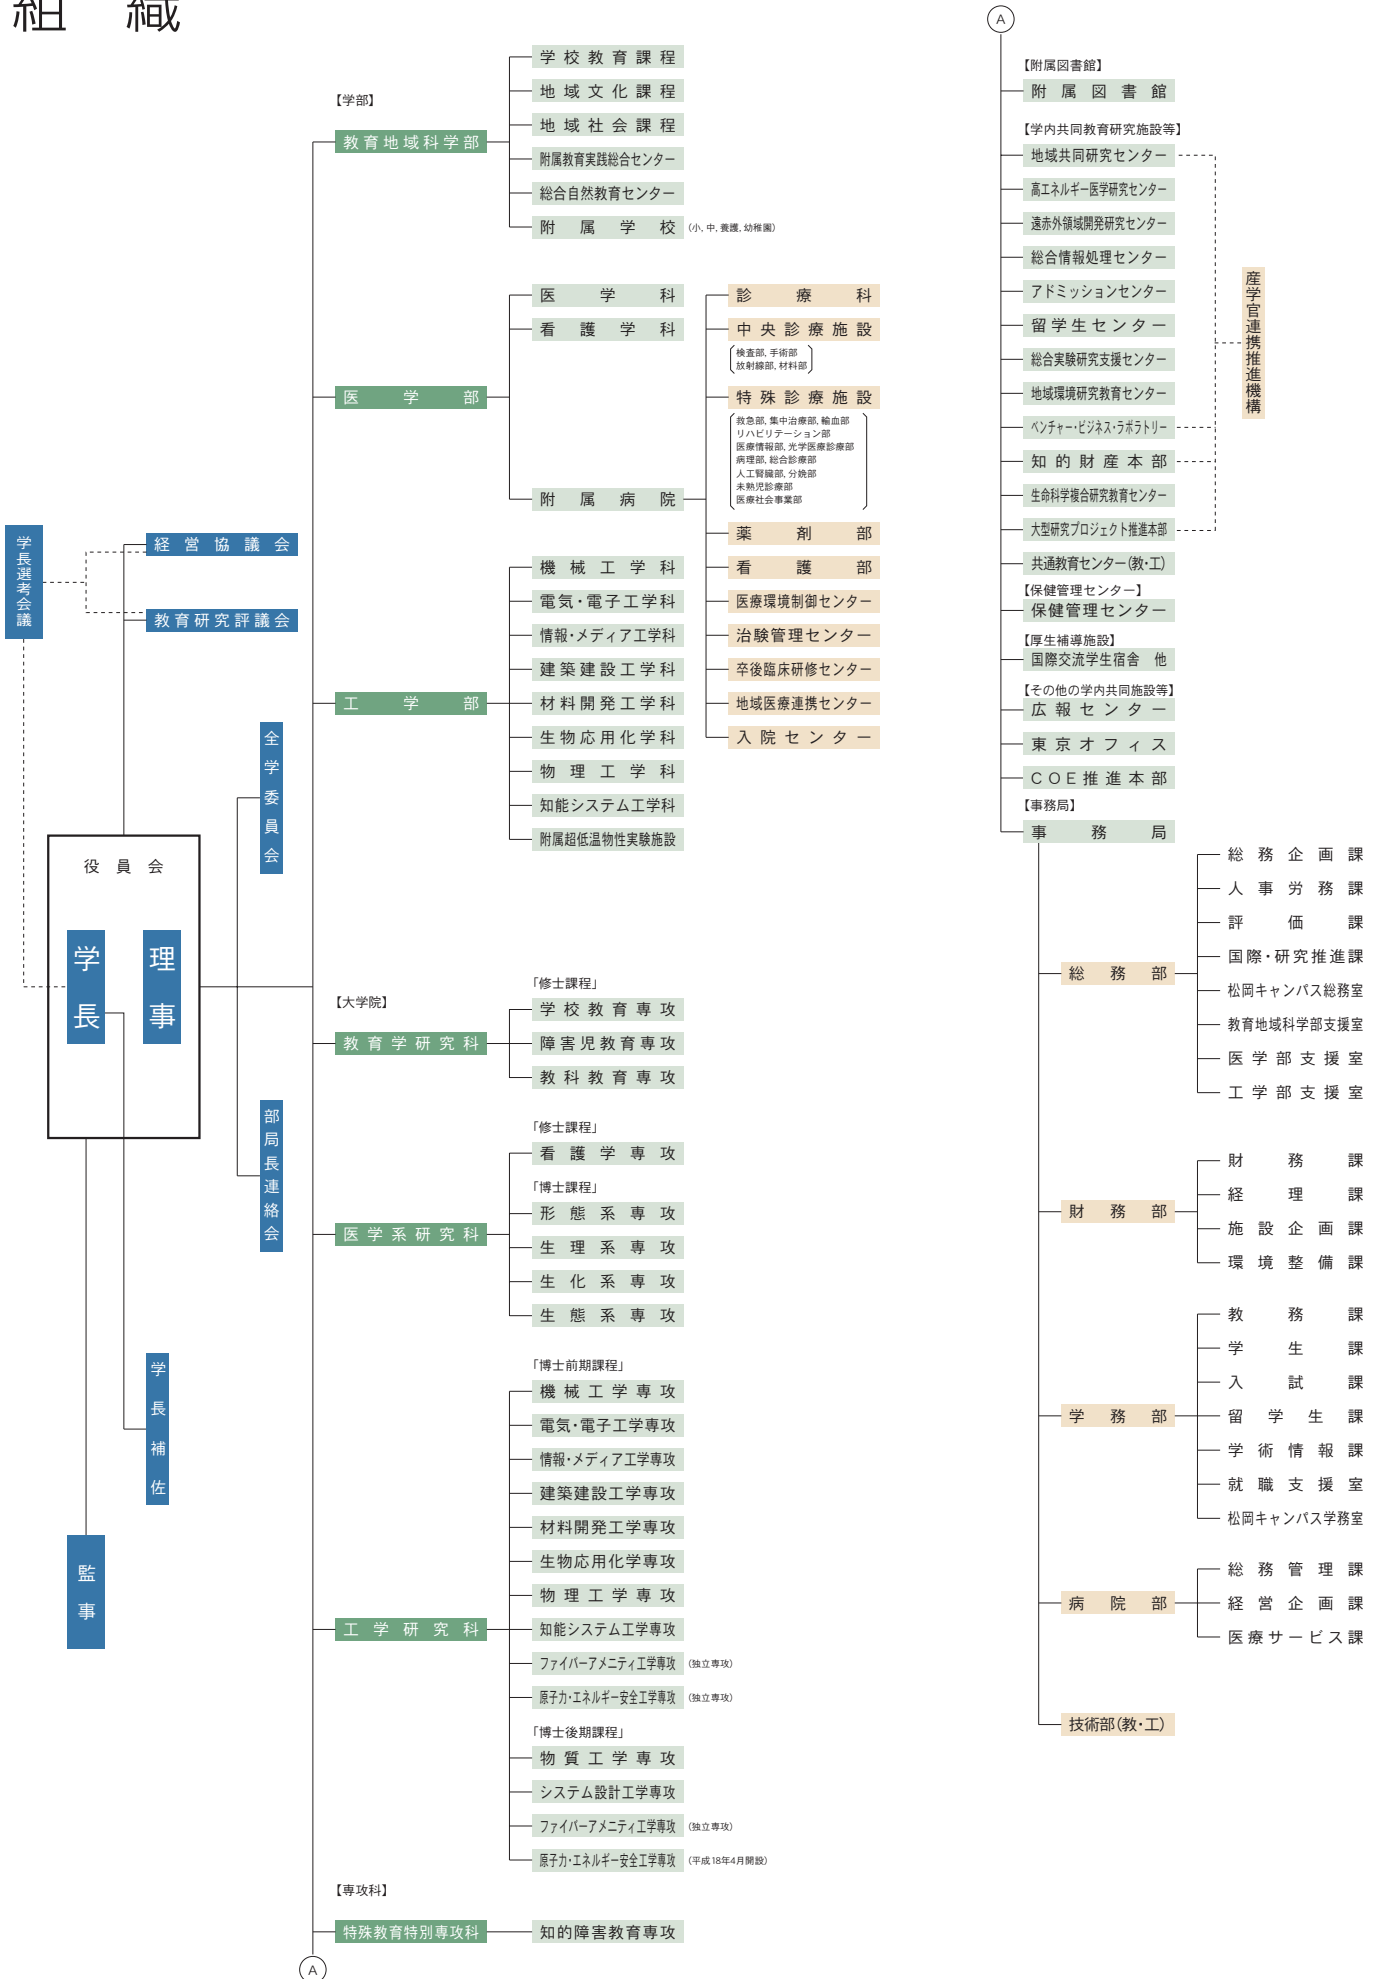 組織
学長選考会議
経営協議会
教育研究評議会
全学委員会
役員会
学長
理事
部局長連絡会
学長補佐
監事
【学部】
教育地域科学部
学校教育課程
地域文化課程
地域社会課程
附属教育実践総合センター
総合自然教育センター
附属学校 (小, 中, 養護, 幼稚園)
医学部
医学科
看護学科
附属病院
診療科
中央診療施設
検査部, 手術部
放射線部, 材料部
特殊診療施設
救急部, 集中治療部, 輸血部
リハビリテーション部
医療情報部, 光学医療診療部
病理部, 総合診療部
人工腎臓部, 分娩部
未熟児診療部
医療社会事業部
薬剤部
看護部
医療環境制御センター
治験管理センター
卒後臨床研修センター
地域医療連携センター
入院センター
工学部
機械工学科
電気・電子工学科
情報・メディア工学科
建築建設工学科
材料開発工学科
生物応用化学科
物理工学科
知能システム工学科
附属超低温物性実験施設
【大学院】
教育学研究科
「修士課程」
学校教育専攻
障害児教育専攻
教科教育専攻
医学系研究科
「修士課程」
看護学専攻
「博士課程」
形態系専攻
生理系専攻
生化系専攻
生態系専攻
工学研究科
「博士前期課程」
機械工学専攻
電気・電子工学専攻
情報・メディア工学専攻
建築建設工学専攻
材料開発工学専攻
生物応用化学専攻
物理工学専攻
知能システム工学専攻
ファイバーアメニティ工学専攻 (独立専攻)
原子力・エネルギー安全工学専攻 (独立専攻)
「博士後期課程」
物質工学専攻
システム設計工学専攻
ファイバーアメニティ工学専攻 (独立専攻)
原子力・エネルギー安全工学専攻 (平成18年4月開設)
【専攻科】
特殊教育特別専攻科
知的障害教育専攻
A
A
【附属図書館】
附属図書館
【学内共同教育研究施設等】
地域共同研究センター
高エネルギー医学研究センター
遠赤外領域開発研究センター
総合情報処理センター
アドミッションセンター
留学生センター
総合実験研究支援センター
地域環境研究教育センター
ベンチャー・ビジネス・ラボラトリー
知的財産本部
生命科学複合研究教育センター
大型研究プロジェクト推進本部
共通教育センター(教・工)
産学官連携推進機構
【保健管理センター】
保健管理センター
【厚生補導施設】
国際交流学生宿舎　他
【その他の学内共同施設等】
広報センター
東京オフィス
COE推進本部
【事務局】
事務局
総務部
総務企画課
人事労務課
評価課
国際・研究推進課
松岡キャンパス総務室
教育地域科学部支援室
医学部支援室
工学部支援室
財務部
財務課
経理課
施設企画課
環境整備課
学務部
教務課
学生課
入試課
留学生課
学術情報課
就職支援室
松岡キャンパス学務室
病院部
総務管理課
経営企画課
医療サービス課
技術部(教・工)